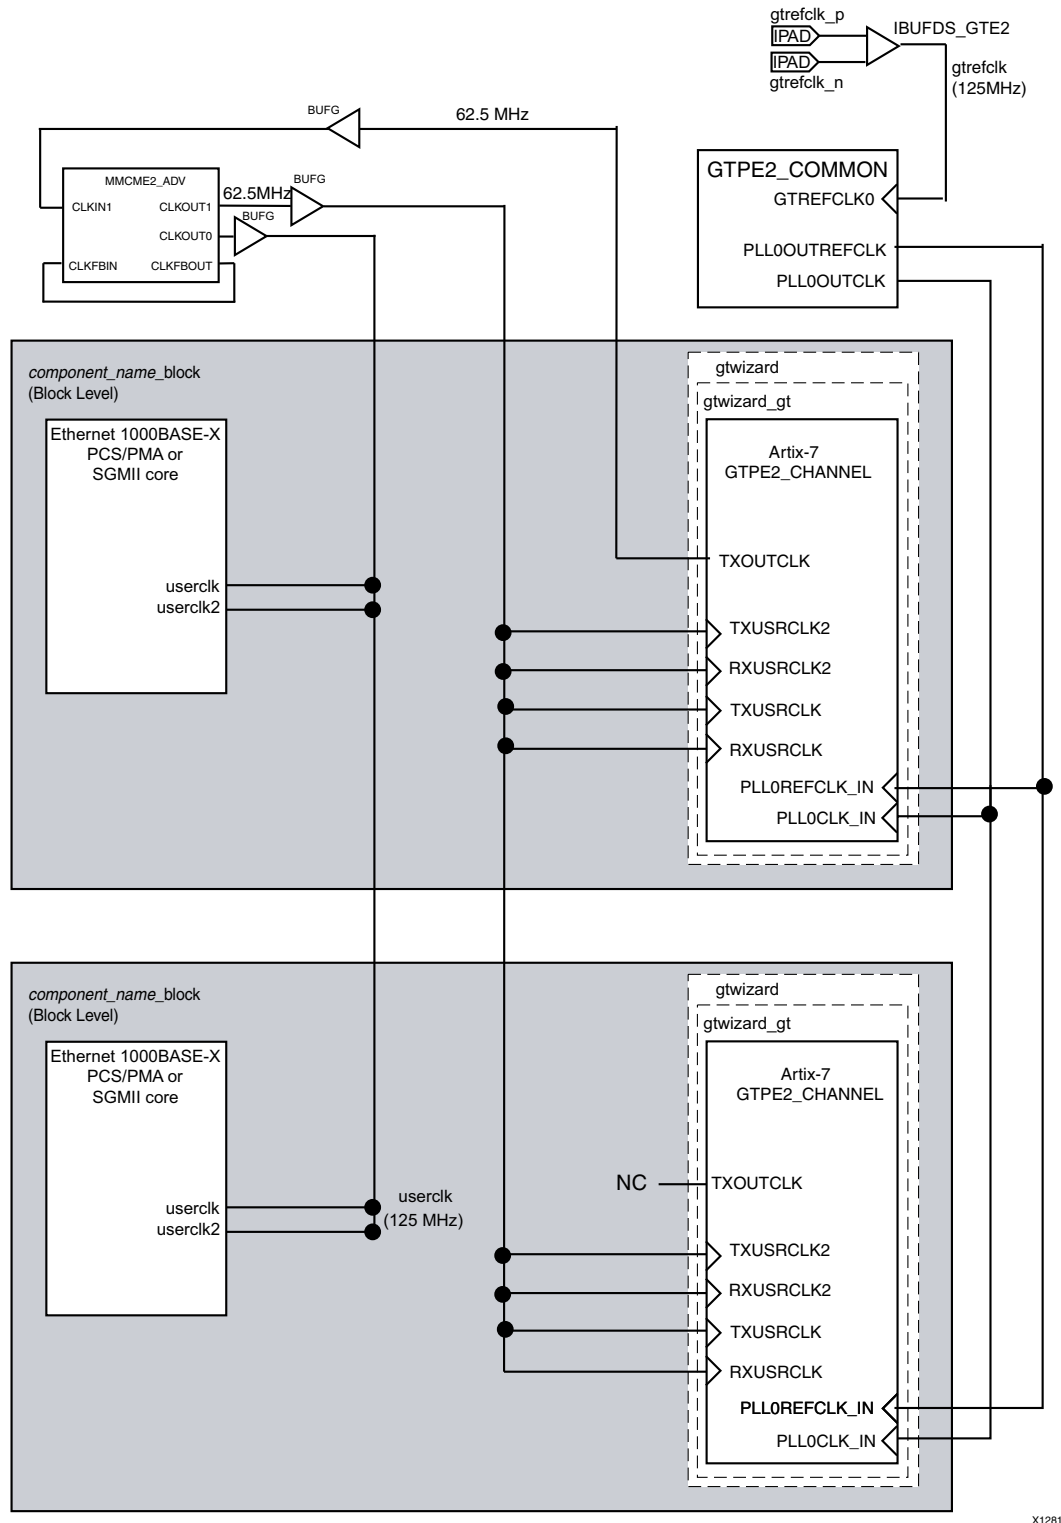 gtrefclk_p
IPAD
IBUFDS_GTE2
IPAD
gtrefclk_n
gtrefclk
(125MHz)
BUFG
62.5 MHz
MMCME2_ADV
CLKIN1
CLKOUT1
CLKOUT0
CLKFBIN
CLKFBOUT
62.5MHz
BUFG
BUFG
GTPE2_COMMON
GTREFCLK0
PLL0OUTREFCLK
PLL0OUTCLK
component_name_block
(Block Level)
Ethernet 1000BASE-X
PCS/PMA or
SGMII core
userclk
userclk2
gtwizard
gtwizard_gt
Artix-7
GTPE2_CHANNEL
TXOUTCLK
TXUSRCLK2
RXUSRCLK2
TXUSRCLK
RXUSRCLK
PLL0REFCLK_IN
PLL0CLK_IN
component_name_block
(Block Level)
Ethernet 1000BASE-X
PCS/PMA or
SGMII core
userclk
userclk2
userclk
(125 MHz)
gtwizard
gtwizard_gt
Artix-7
GTPE2_CHANNEL
NC
TXOUTCLK
TXUSRCLK2
RXUSRCLK2
TXUSRCLK
RXUSRCLK
PLL0REFCLK_IN
PLL0CLK_IN
X1281